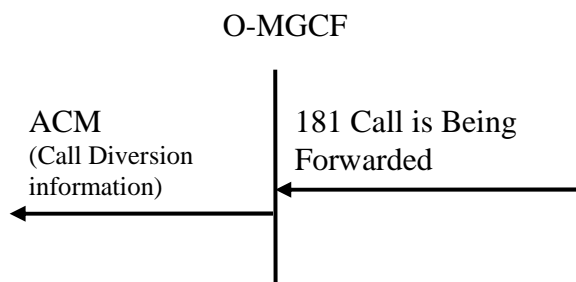 O-MGCF
ACM
(Call Diversion
information)
181 Call is Being
Forwarded